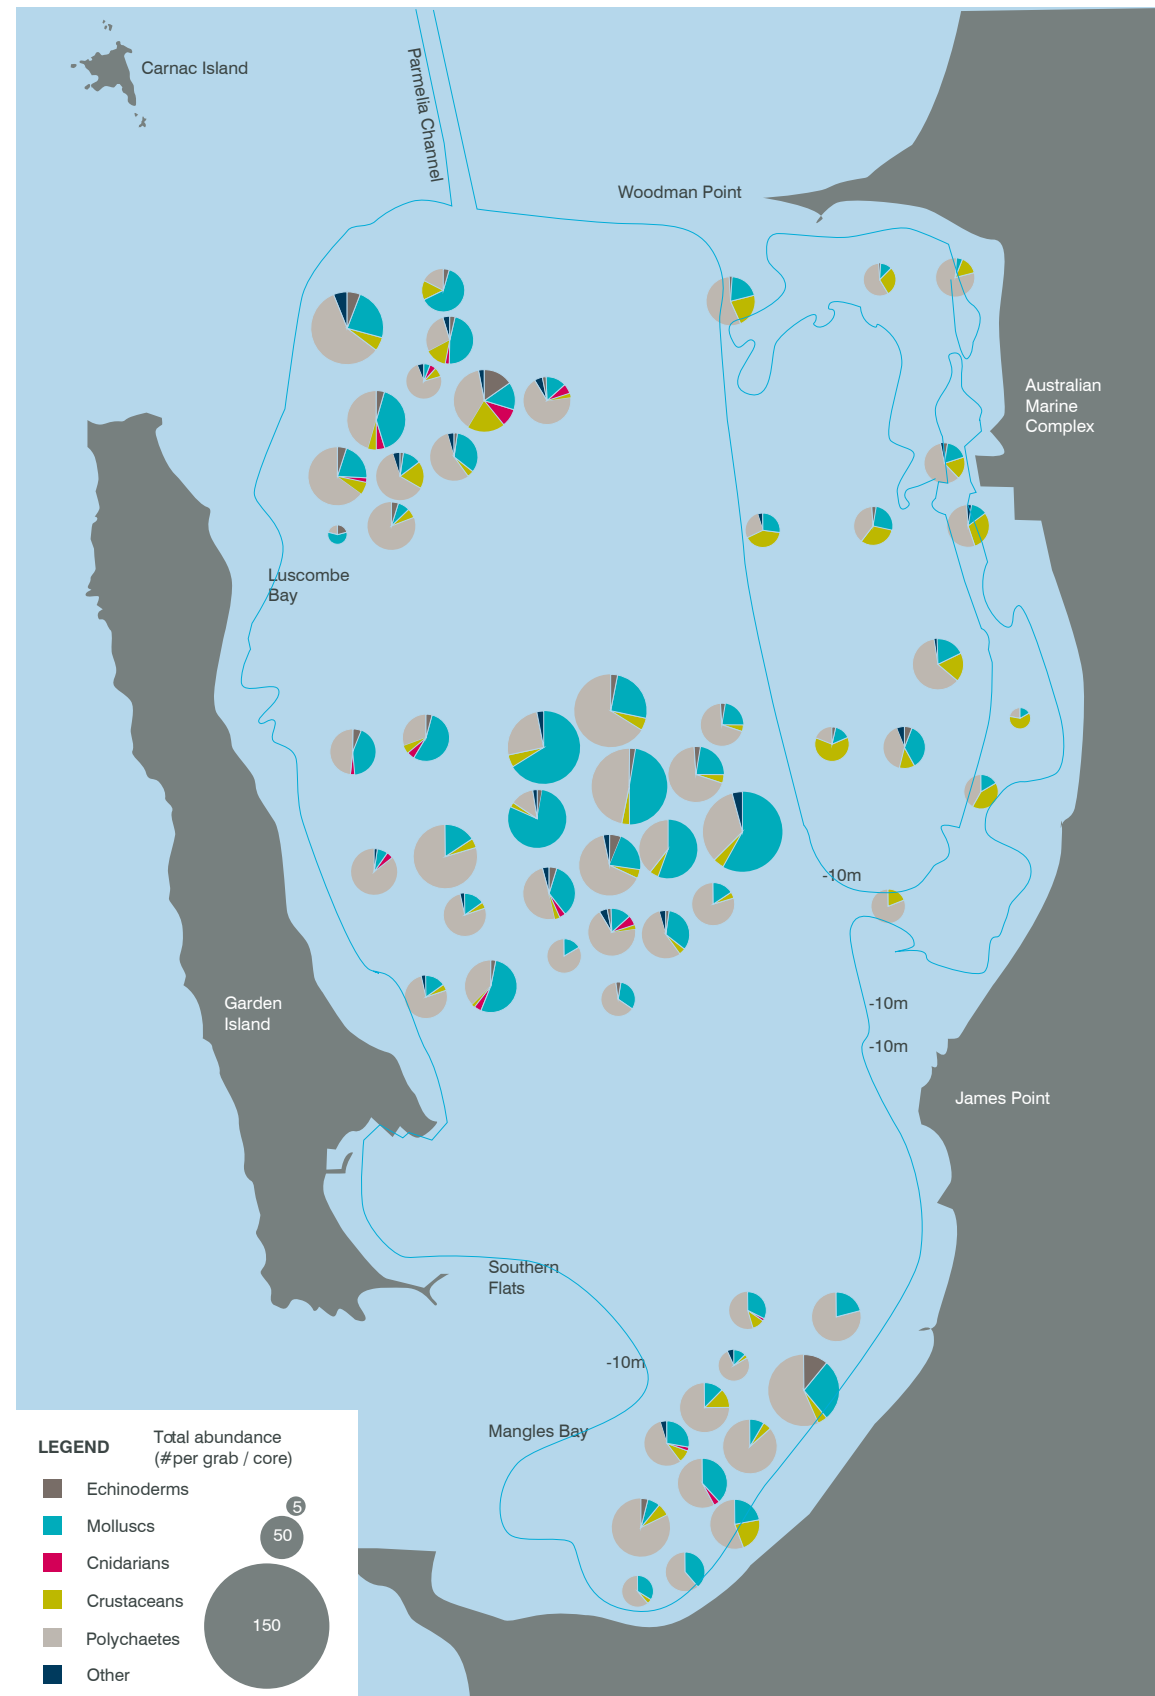 Carnac Island
Parmelia Channel
Woodman Point
Australian
Marine
Complex
Luscombe
Bay
-10m
Garden
Island
-10m
-10m
James Point
Southern
Flats
-10m
Mangles Bay
LEGEND
Total abundance
(#per grab / core)
Echinoderms
Molluscs
Cnidarians
Crustaceans
Polychaetes
Other
5
50
150